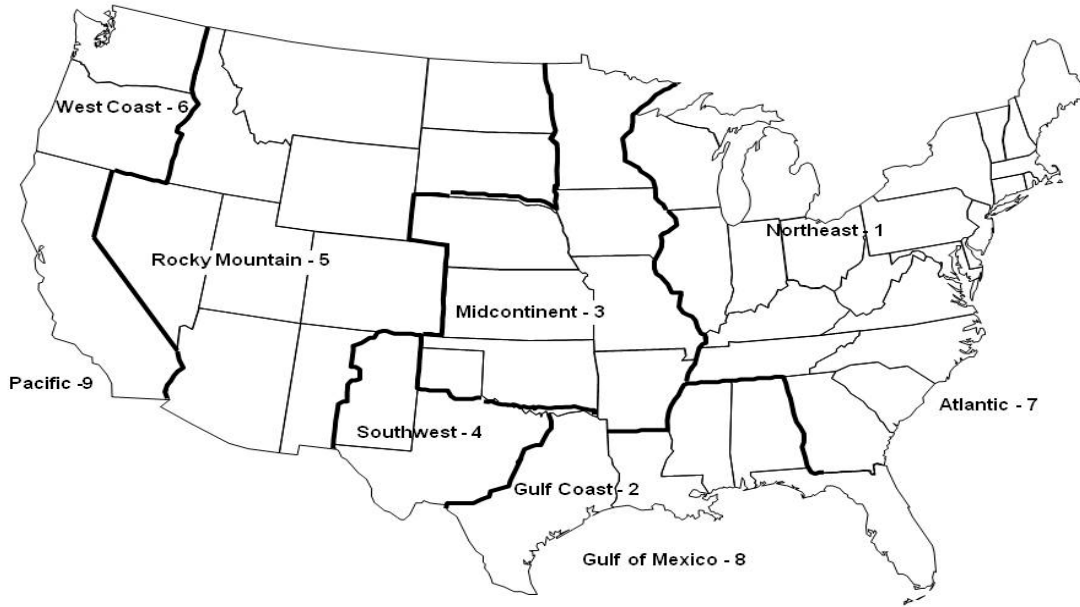 West Coast - 6
Northeast - 1
Rocky Mountain - 5
Midcontinent - 3
Pacific -9
Atlantic - 7
Southwest - 4
Gulf Coast - 2
Gulf of Mexico - 8